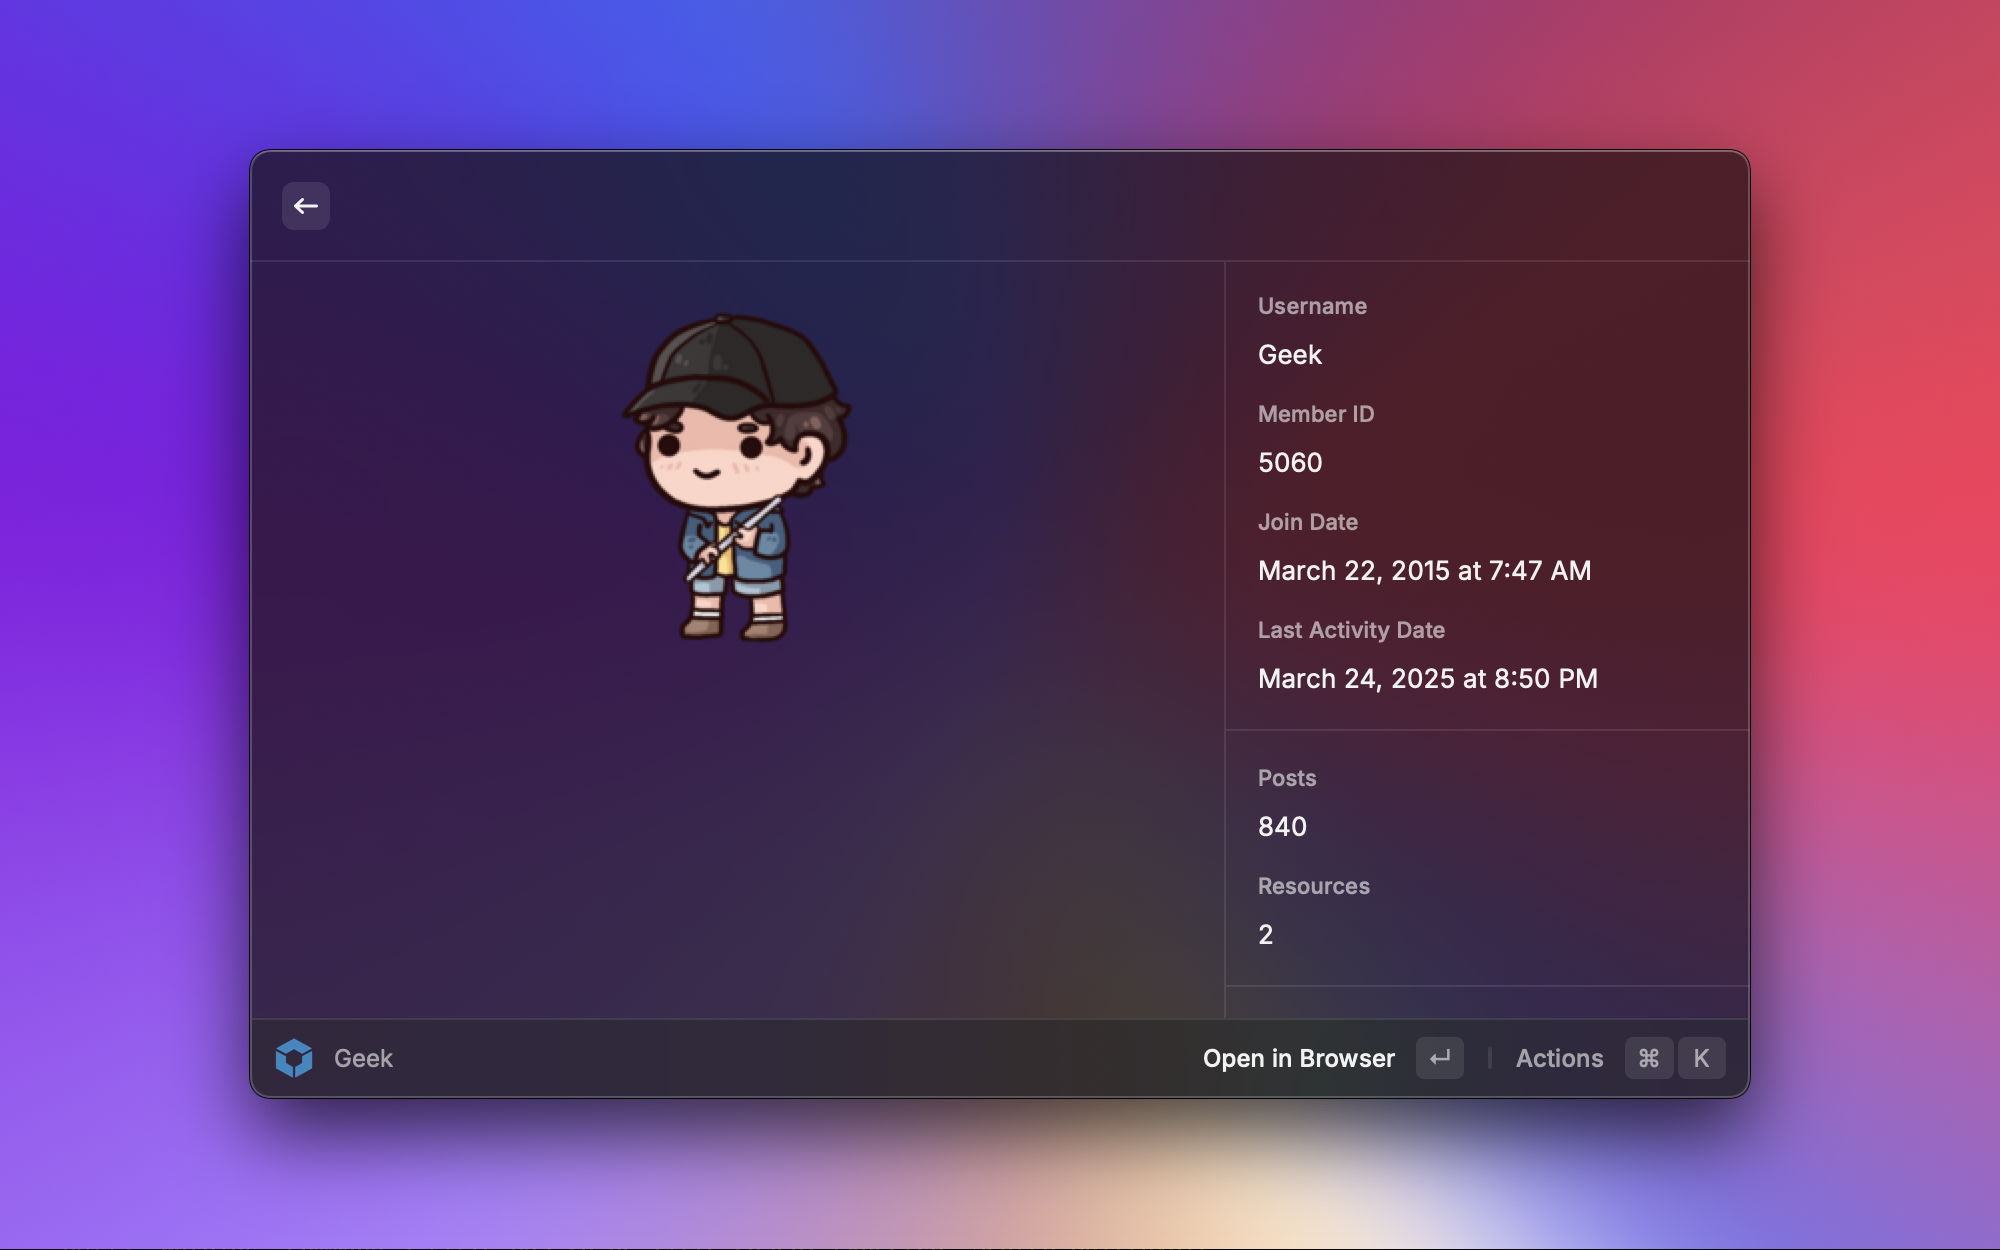 Username
Geek
Member ID
5060
Join Date
March 22, 2015 at 7:47 AM
Last Activity Date
March 24, 2025 at 8:50 PM
Posts
840
Resources
2
Geek
Open in Browser ↵ | Actions ⌘ K